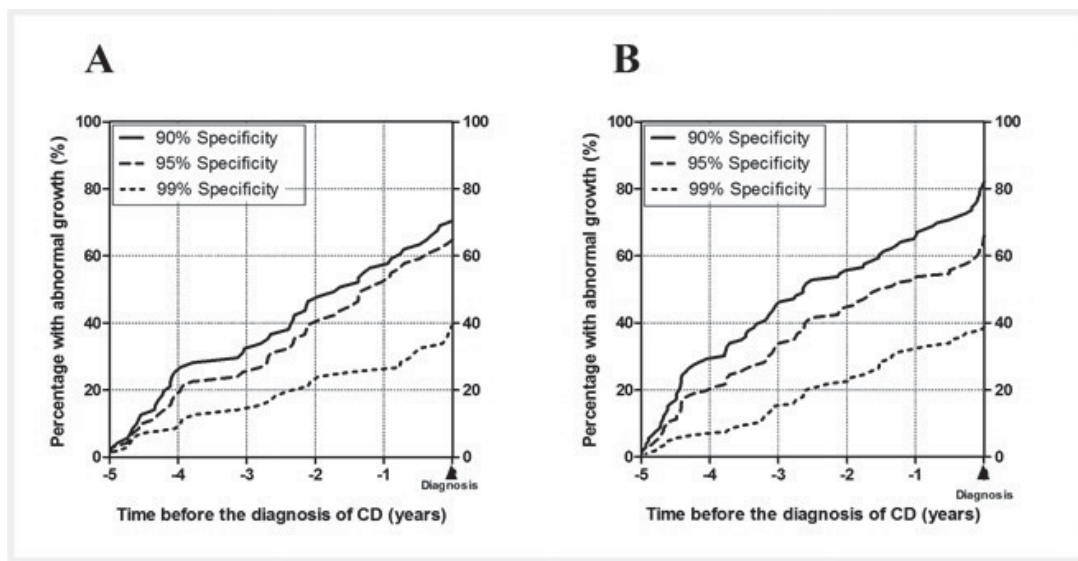 A
Percentage with abnormal growth (%)
100
80
60
40
20
0
90% Specificity
95% Specificity
99% Specificity
100
80
60
40
20
0
-5
-4
-3
-2
-1
Diagnosis
Time before the diagnosis of CD (years)
B
Percentage with abnormal growth (%)
100
80
60
40
20
0
90% Specificity
95% Specificity
99% Specificity
100
80
60
40
20
0
-5
-4
-3
-2
-1
Diagnosis
Time before the diagnosis of CD (years)